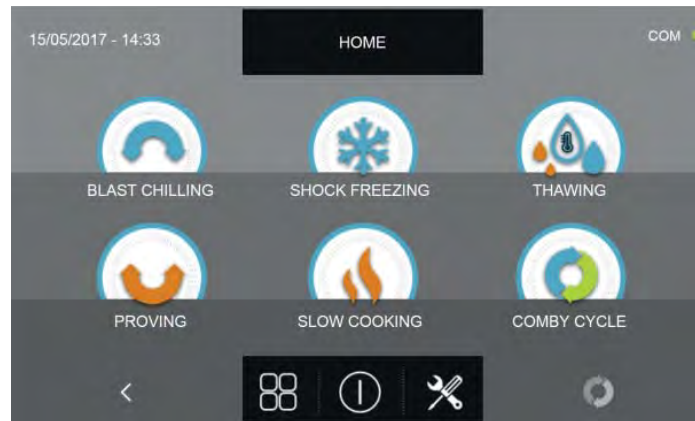 15/05/2017 - 14:33 HOME COM
BLAST CHILLING SHOCK FREEZING THAWING
PROVING SLOW COOKING COMBY CYCLE